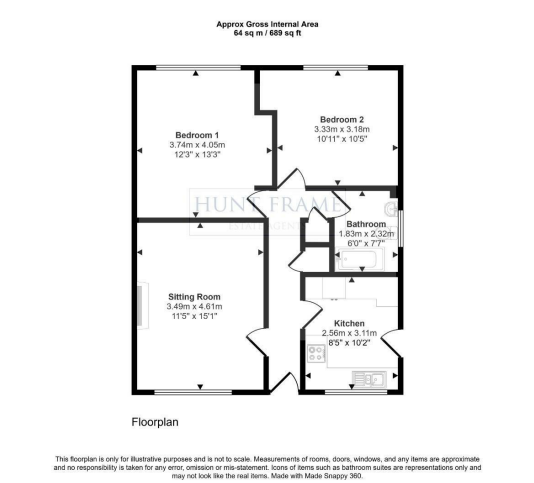 Approx Gross Internal Area
64 sq m / 689 sq ft
Bedroom 1
3.74m x 4.05m
12'3" x 13'3"
Bedroom 2
3.33m x 3.18m
10'11" x 10'5"
HUNT FRAME
ESTATE AGENTS
Bathroom
1.83m x 2.32m
6'0" x 7'7"
Sitting Room
3.49m x 4.61m
11'5" x 15'1"
Kitchen
2.56m x 3.11m
8'5" x 10'2"
Floorplan
This floorplan is only for illustrative purposes and is not to scale. Measurements of rooms, doors, windows, and any items are approximate
and no responsibility is taken for any error, omission or mis-statement. Icons of items such as bathroom suites are representations only and
may not look like the real items. Made with Made Snappy 360.